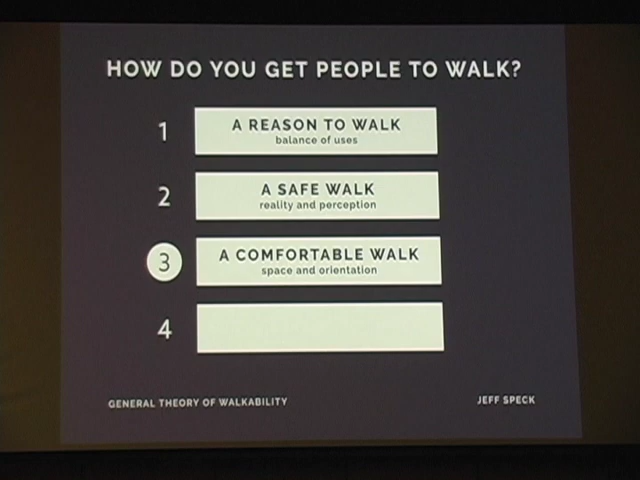 HOW DO YOU GET PEOPLE TO WALK?
1
A REASON TO WALK
balance of uses
2
A SAFE WALK
reality and perception
3
A COMFORTABLE WALK
space and orientation
4
GENERAL THEORY OF WALKABILITY
JEFF SPECK